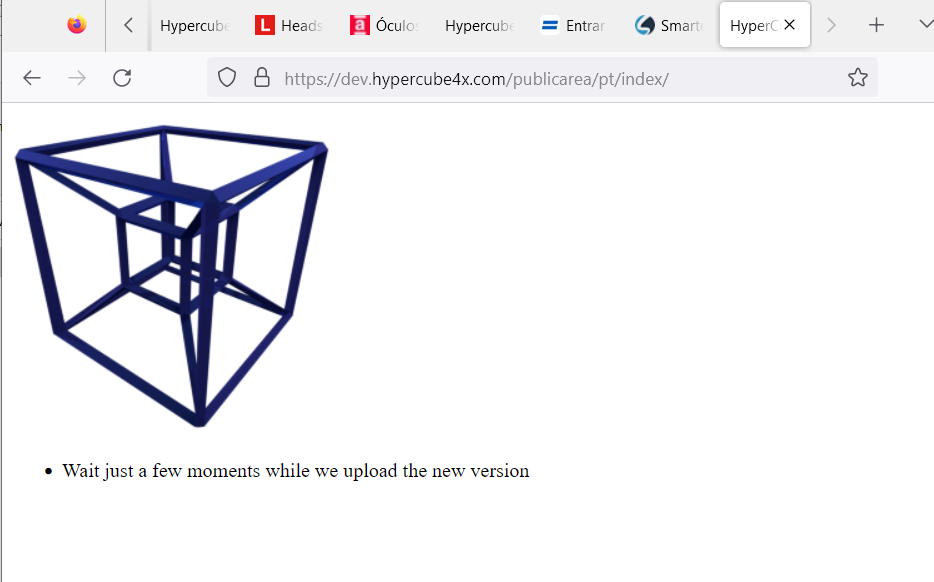 Hypercube
L Heads
a Óculos
Hypercube
Entrar
Smart
HyperC
https://dev.hypercube4x.com/publicarea/pt/index/
Wait just a few moments while we upload the new version